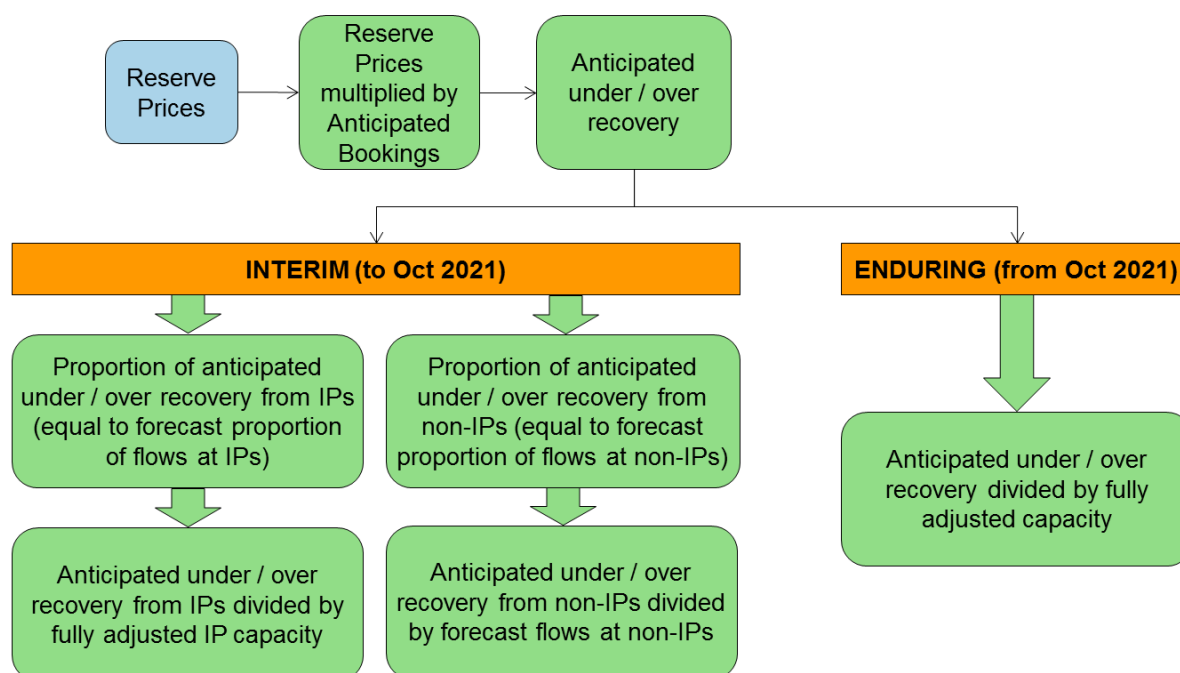 Reserve
Prices
Reserve
Prices
multiplied by
Anticipated
Bookings
Anticipated
under / over
recovery
INTERIM (to Oct 2021)
ENDURING (from Oct 2021)
Proportion of anticipated
under / over recovery from IPs
(equal to forecast proportion
of flows at IPs)
Proportion of anticipated
under / over recovery from
non-IPs (equal to forecast
proportion of flows at non-IPs)
Anticipated under / over
recovery divided by fully
adjusted capacity
Anticipated under / over
recovery from IPs divided by
fully adjusted IP capacity
Anticipated under / over
recovery from non-IPs divided
by forecast flows at non-IPs